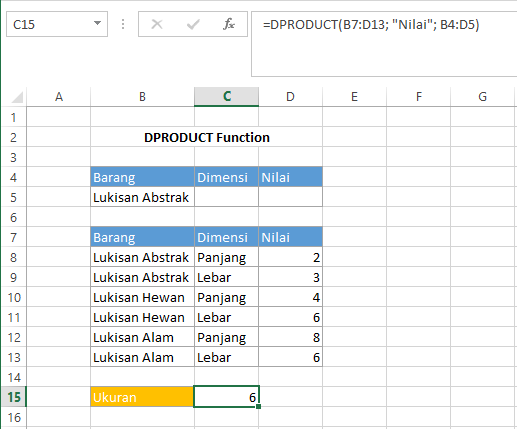 C15 fx =DPRODUCT(B7:D13; "Nilai"; B4:D5)
A B C D E F G
1
2 DPRODUCT Function
3
4 Barang Dimensi Nilai
5 Lukisan Abstrak
6
7 Barang Dimensi Nilai
8 Lukisan Abstrak Panjang 2
9 Lukisan Abstrak Lebar 3
10 Lukisan Hewan Panjang 4
11 Lukisan Hewan Lebar 6
12 Lukisan Alam Panjang 8
13 Lukisan Alam Lebar 6
14
15 Ukuran 6
16